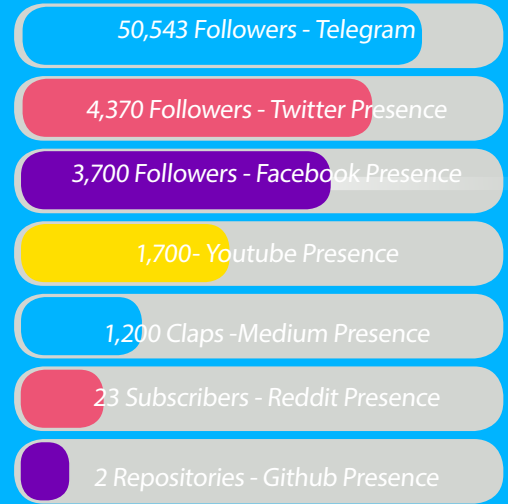 50,543 Followers - Telegram
4,370 Followers - Twitter Presence
3,700 Followers - Facebook Presence
1,700- Youtube Presence
1,200 Claps -Medium Presence
23 Subscribers - Reddit Presence
2 Repositories - Github Presence